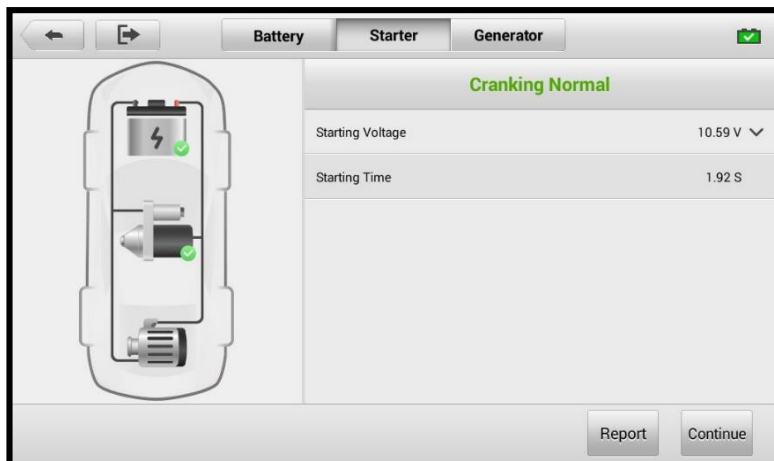 Battery
Starter
Generator
Cranking Normal
Starting Voltage 10.59 V
Starting Time 1.92 S
Report
Continue